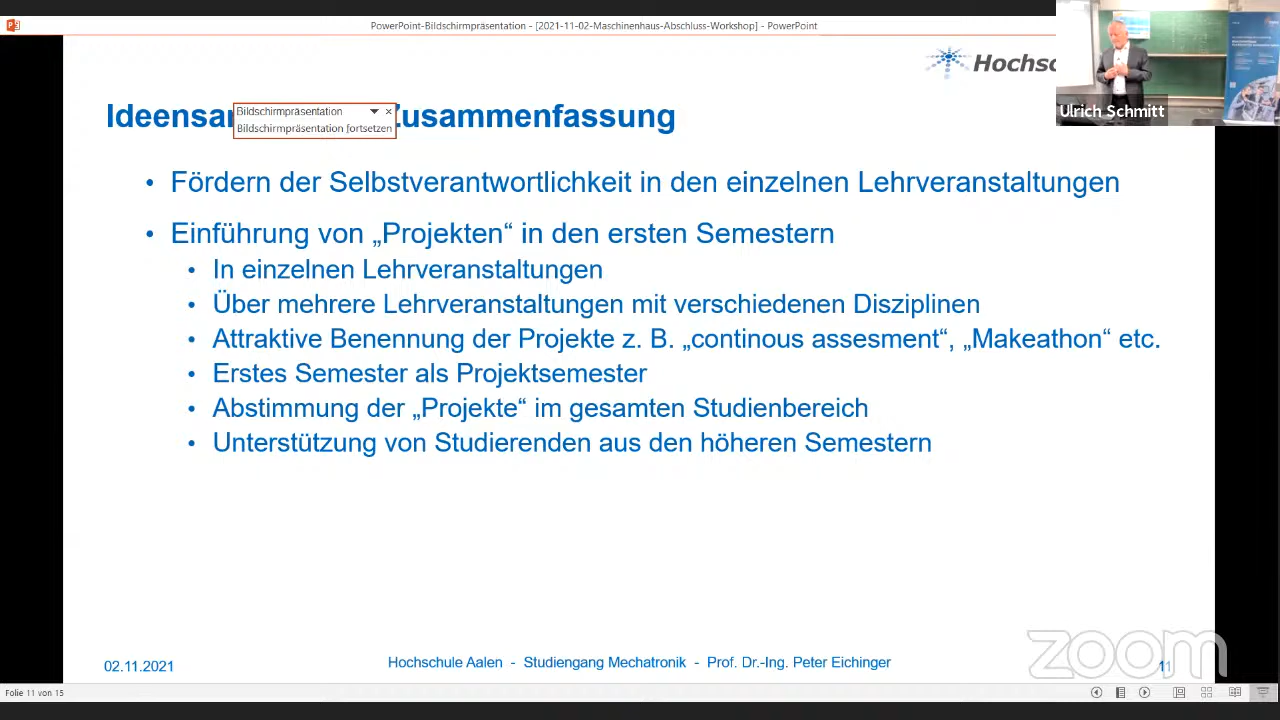 PowerPoint-Bildschirmpräsentation - [2021-11-02-Maschinenhaus-Abschluss-Workshop] - PowerPoint
Hochsc
Ulrich Schmitt
Ideensa
Zusammenfassung
Bildschirmpräsentation
Bildschirmpräsentation fortsetzen
• Fördern der Selbstverantwortlichkeit in den einzelnen Lehrveranstaltungen
• Einführung von „Projekten“ in den ersten Semestern
• In einzelnen Lehrveranstaltungen
• Über mehrere Lehrveranstaltungen mit verschiedenen Disziplinen
• Attraktive Benennung der Projekte z. B. „continous assesment“, „Makeathon“ etc.
• Erstes Semester als Projektsemester
• Abstimmung der „Projekte“ im gesamten Studienbereich
• Unterstützung von Studierenden aus den höheren Semestern
zoom
02.11.2021
Hochschule Aalen - Studiengang Mechatronik - Prof. Dr.-Ing. Peter Eichinger
11
Folie 11 von 15